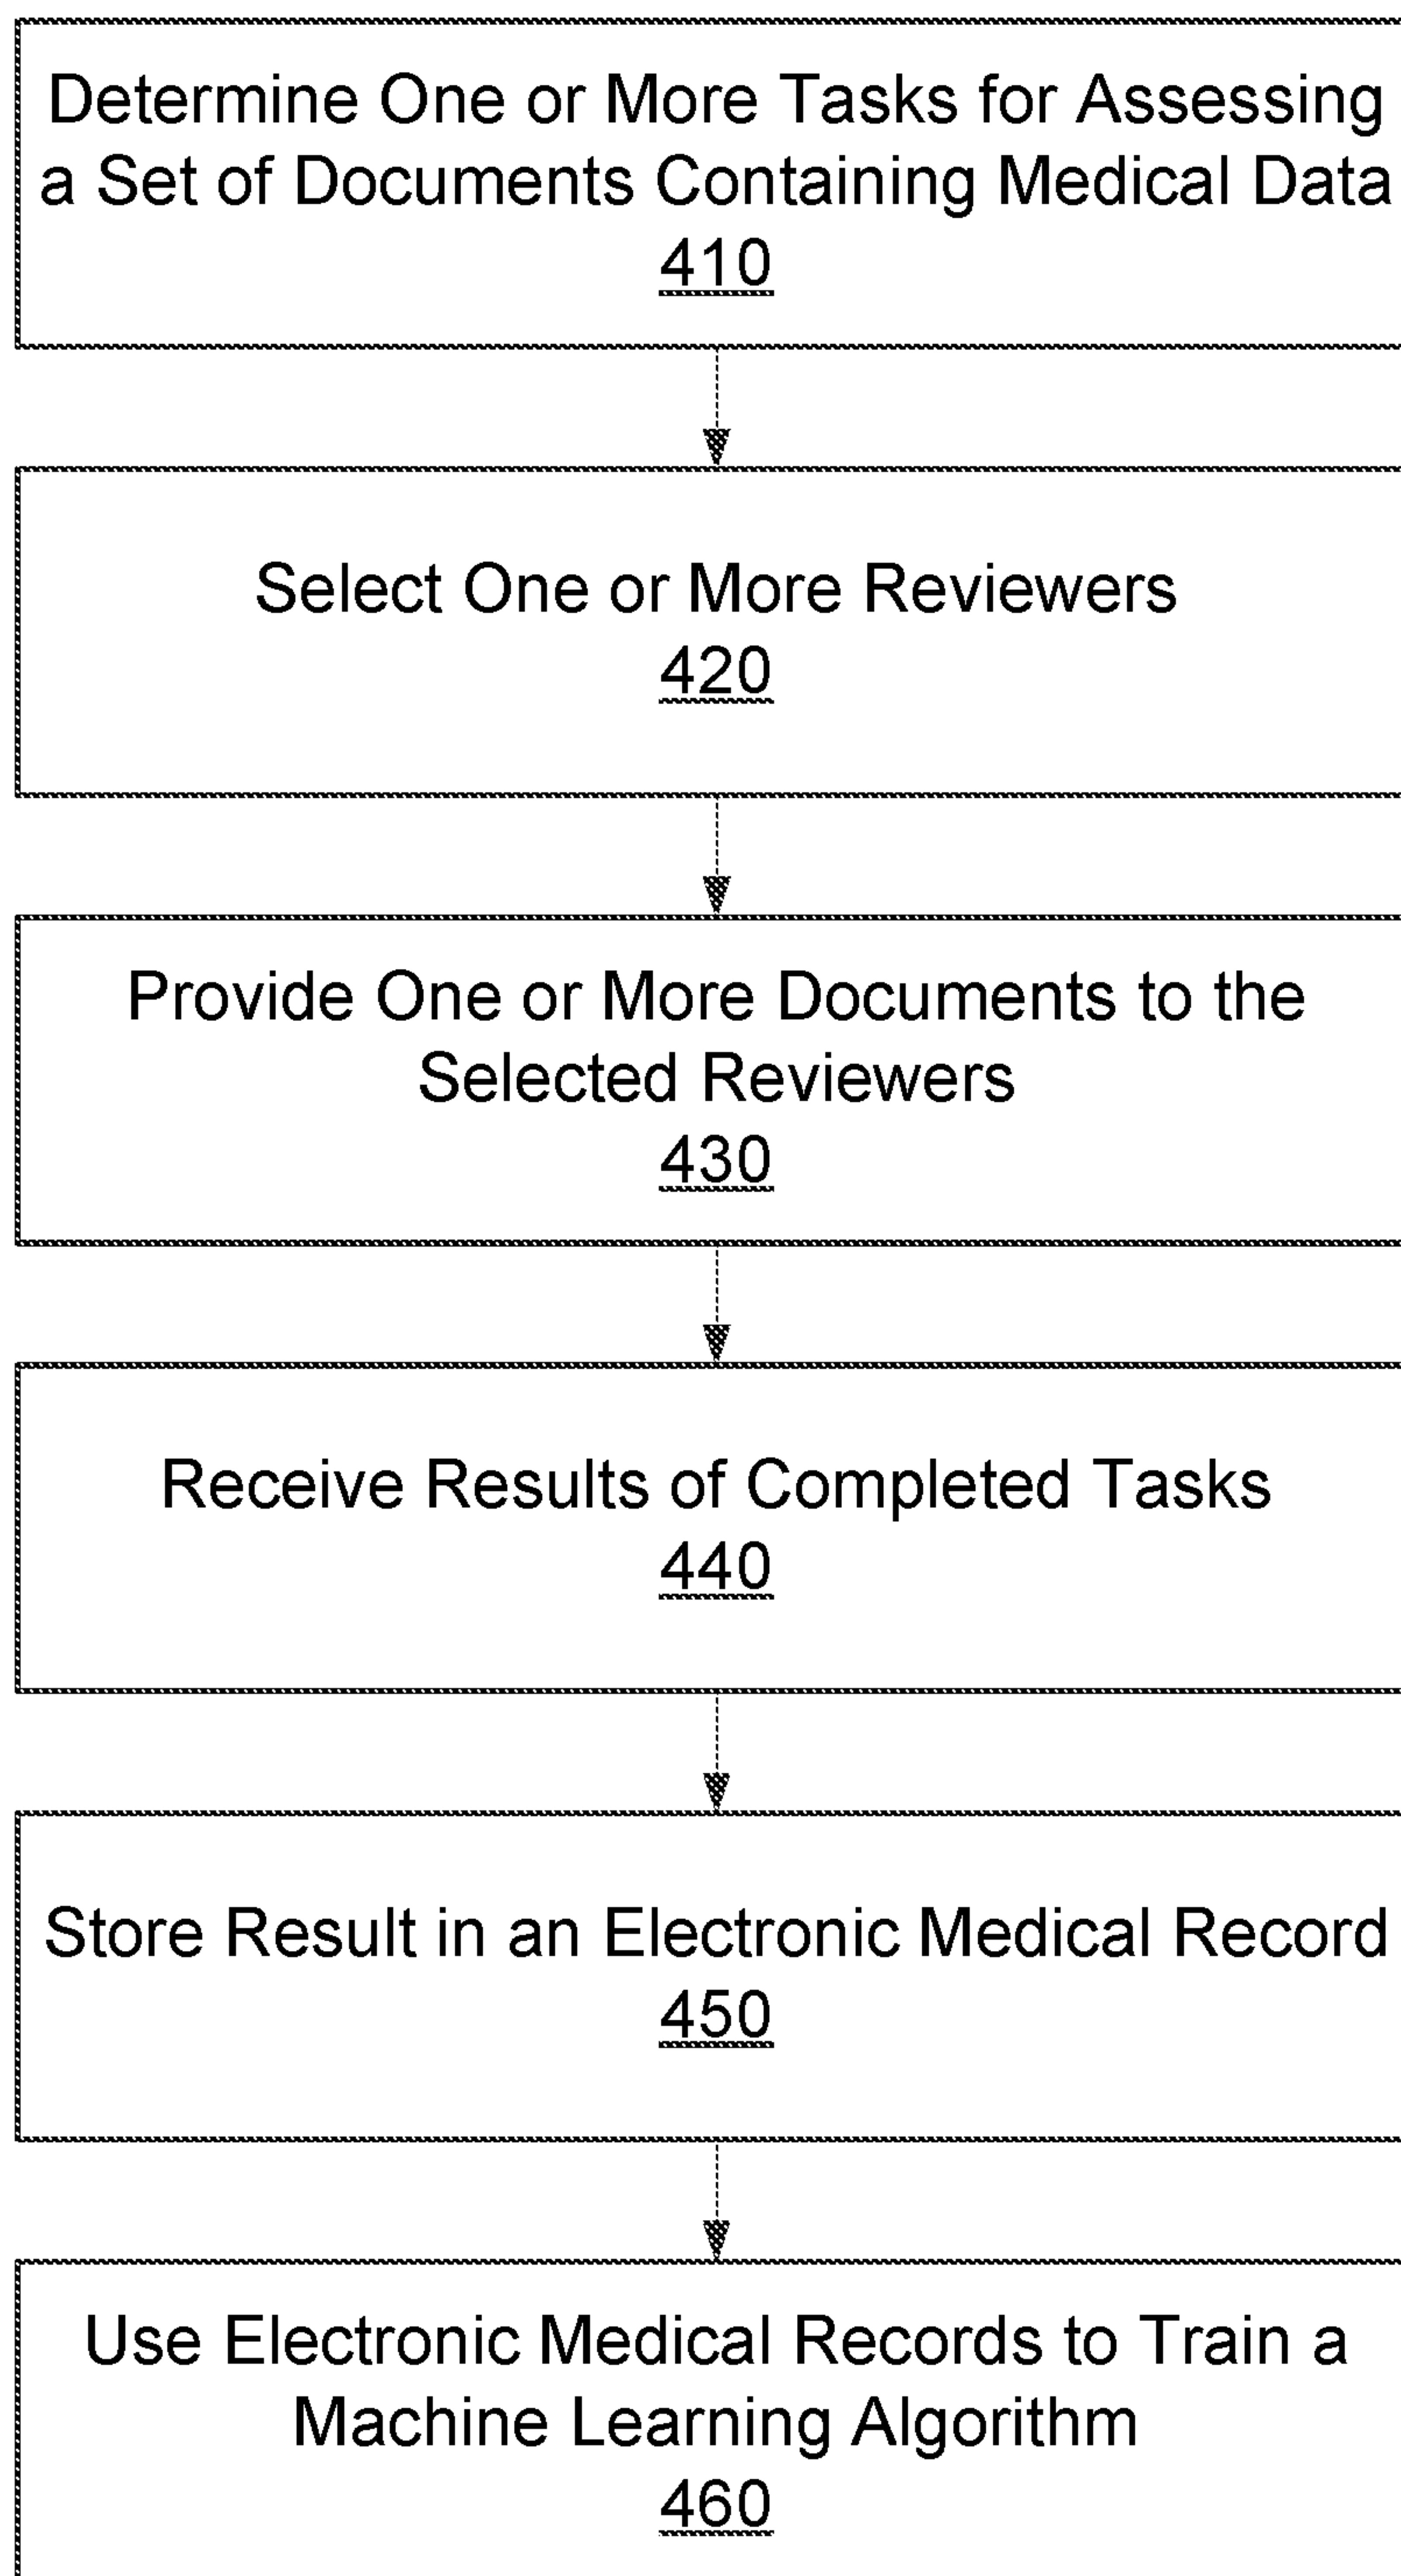 Determine One or More Tasks for Assessing
a Set of Documents Containing Medical Data
410
Select One or More Reviewers
420
Provide One or More Documents to the
Selected Reviewers
430
Receive Results of Completed Tasks
440
Store Result in an Electronic Medical Record
450
Use Electronic Medical Records to Train a
Machine Learning Algorithm
460